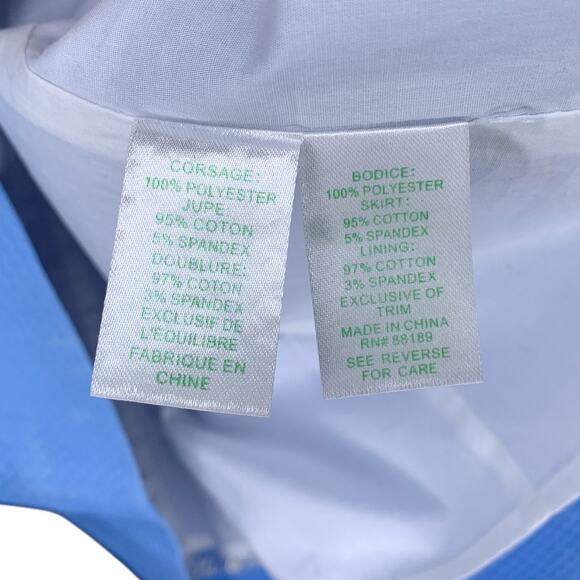 CORSAGE:
100% POLYESTER
JUPE:
95% COTON
5% SPANDEX
DOUBLURE:
97% COTON
3% SPANDEX
EXCLUSIF DE
L'ÉQUILIBRE
FABRIQUE EN
CHINE
BODICE:
100% POLYESTER
SKIRT:
95% COTTON
5% SPANDEX
LINING:
97% COTTON
3% SPANDEX
EXCLUSIVE OF
TRIM
MADE IN CHINA
RN# 88189
SEE REVERSE
FOR CARE